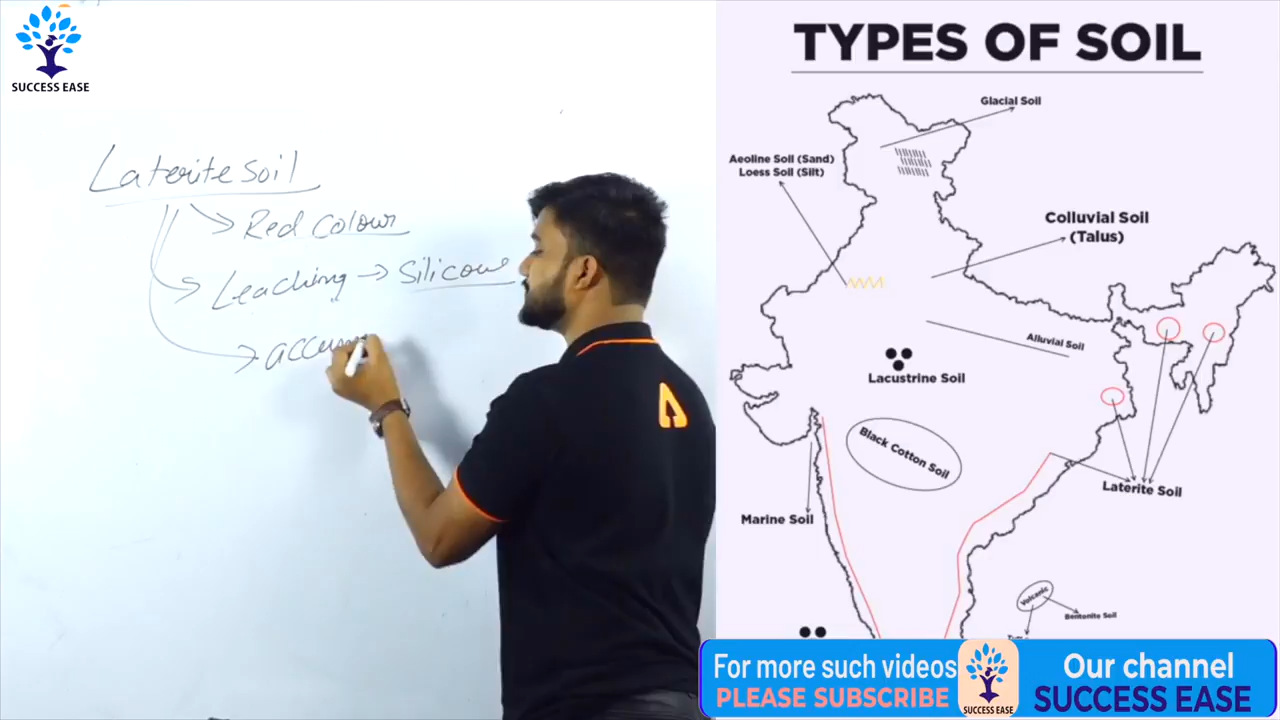 SUCCESS EASE
Laterite soil
Red colour
Leaching → Silicous
accum
TYPES OF SOIL
Glacial Soil
Aeoline Soil (Sand)
Loess Soil (Silt)
Colluvial Soil
(Talus)
Alluvial Soil
Lacustrine Soil
Black Cotton Soil
Laterite Soil
Marine Soil
Volcanic
Bentonite Soil
For more such videos
PLEASE SUBSCRIBE
SUCCESS EASE
Our channel
SUCCESS EASE